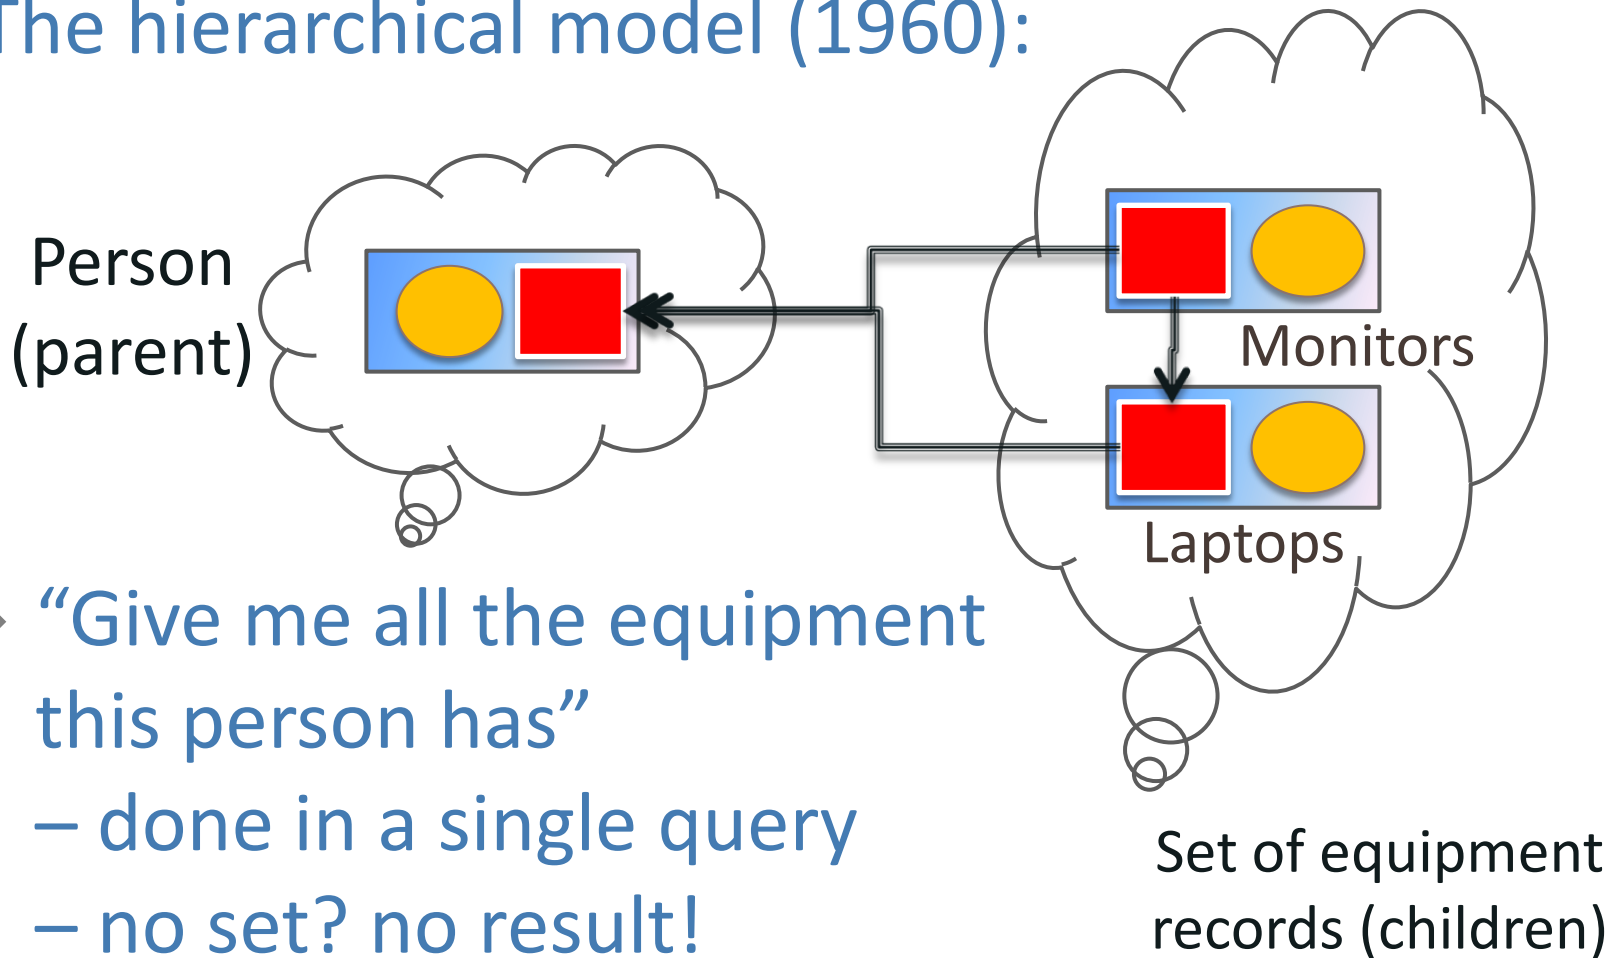 The hierarchical model (1960):
Person
(parent)
Monitors
Laptops
“Give me all the equipment
this person has”
– done in a single query
– no set? no result!
Set of equipment
records (children)